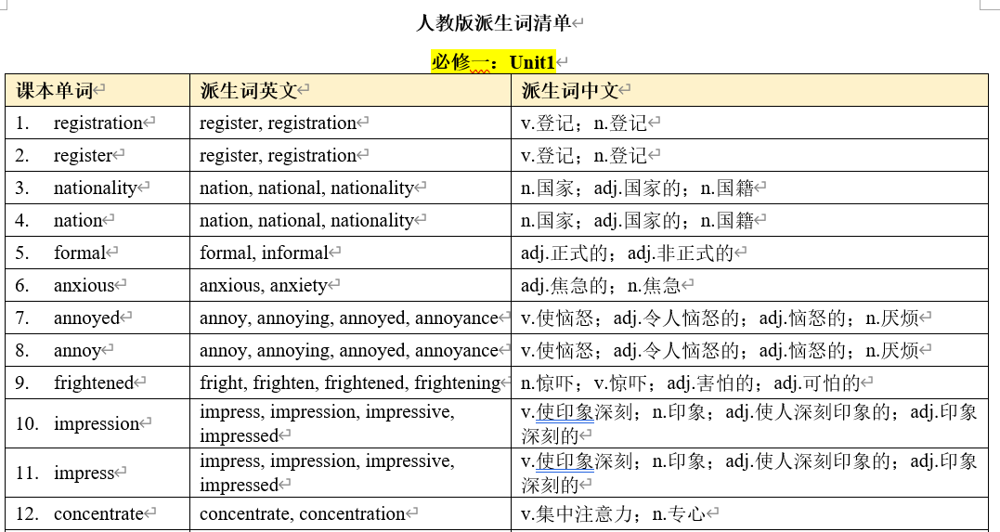 人教版派生词清单
必修一：Unit1
课本单词 派生词英文 派生词中文
1. registration register, registration v.登记；n.登记
2. register register, registration v.登记；n.登记
3. nationality nation, national, nationality n.国家；adj.国家的；n.国籍
4. nation nation, national, nationality n.国家；adj.国家的；n.国籍
5. formal formal, informal adj.正式的；adj.非正式的
6. anxious anxious, anxiety adj.焦急的；n.焦急
7. annoyed annoy, annoying, annoyed, annoyance v.使恼怒；adj.令人恼怒的；adj.恼怒的；n.厌烦
8. annoy annoy, annoying, annoyed, annoyance v.使恼怒；adj.令人恼怒的；adj.恼怒的；n.厌烦
9. frightened fright, frighten, frightened, frightening n.惊吓；v.惊吓；adj.害怕的；adj.可怕的
10. impression impress, impression, impressive, v.使印象深刻；n.印象；adj.使人深刻印象的；adj.印象
impressed 深刻的
11. impress impress, impression, impressive, v.使印象深刻；n.印象；adj.使人深刻印象的；adj.印象
impressed 深刻的
12. concentrate concentrate, concentration v.集中注意力；n.专心